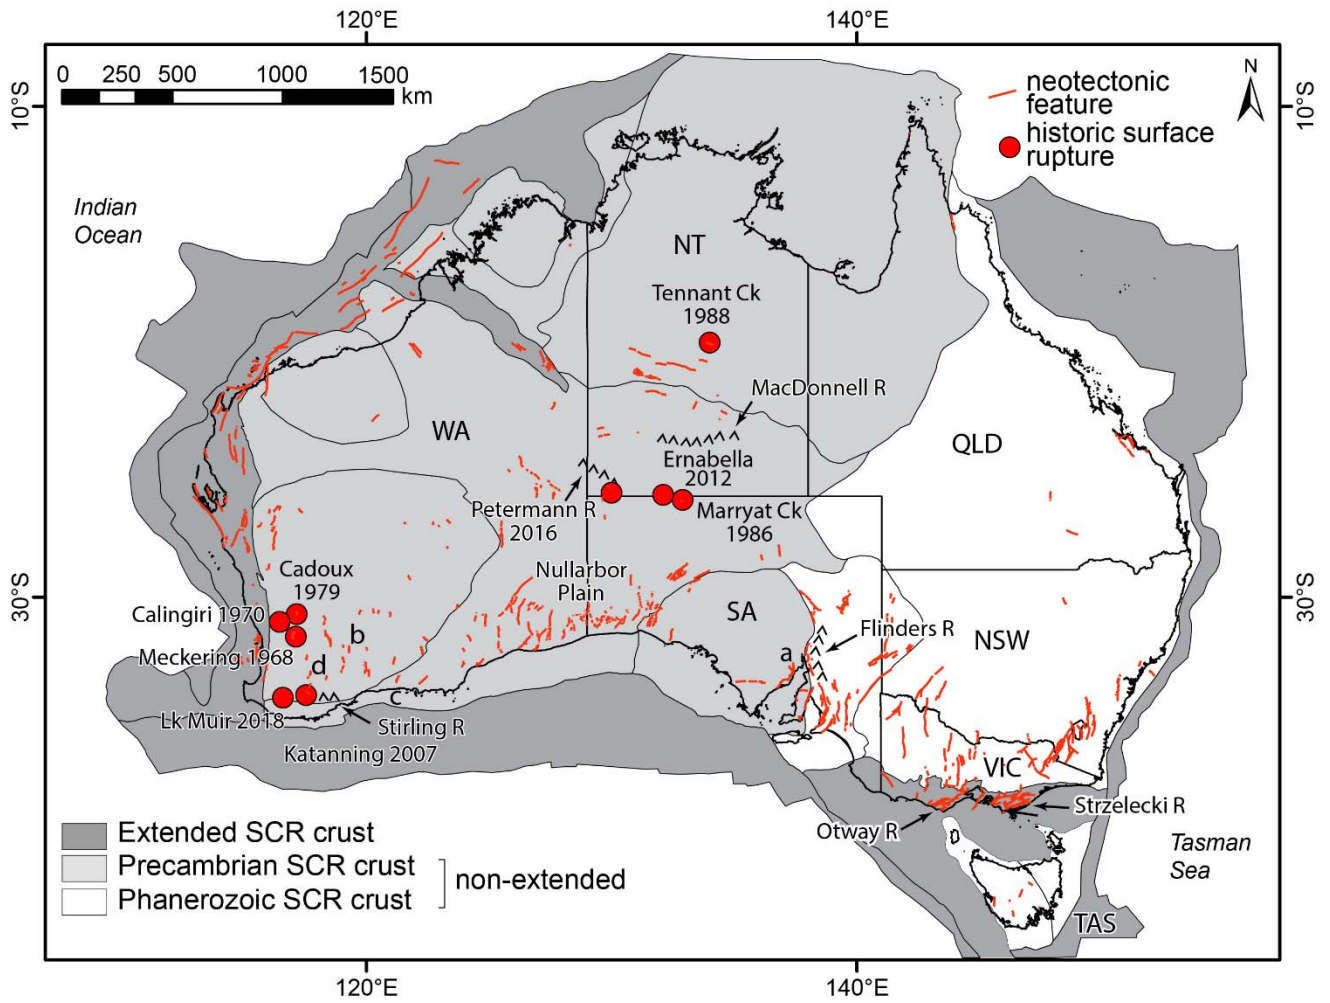 120°E
140°E
0 250 500 1000 1500
km
N
neotectonic
feature
historic surface
rupture
10°S
10°S
Indian
Ocean
NT
Tennant Ck
1988
MacDonnell R
WA
QLD
Ernabella
2012
Petermann R
2016
Marryat Ck
1986
Nullarbor
Plain
Cadoux
1979
30°S
30°S
Calingiri 1970
SA
NSW
Flinders R
b
Meckering 1968
a
d
c
Lk Muir 2018
Stirling R
Katanning 2007
VIC
Strzelecki R
Otway R
Extended SCR crust
Precambrian SCR crust
non-extended
Phanerozoic SCR crust
Tasman
Sea
TAS
120°E
140°E